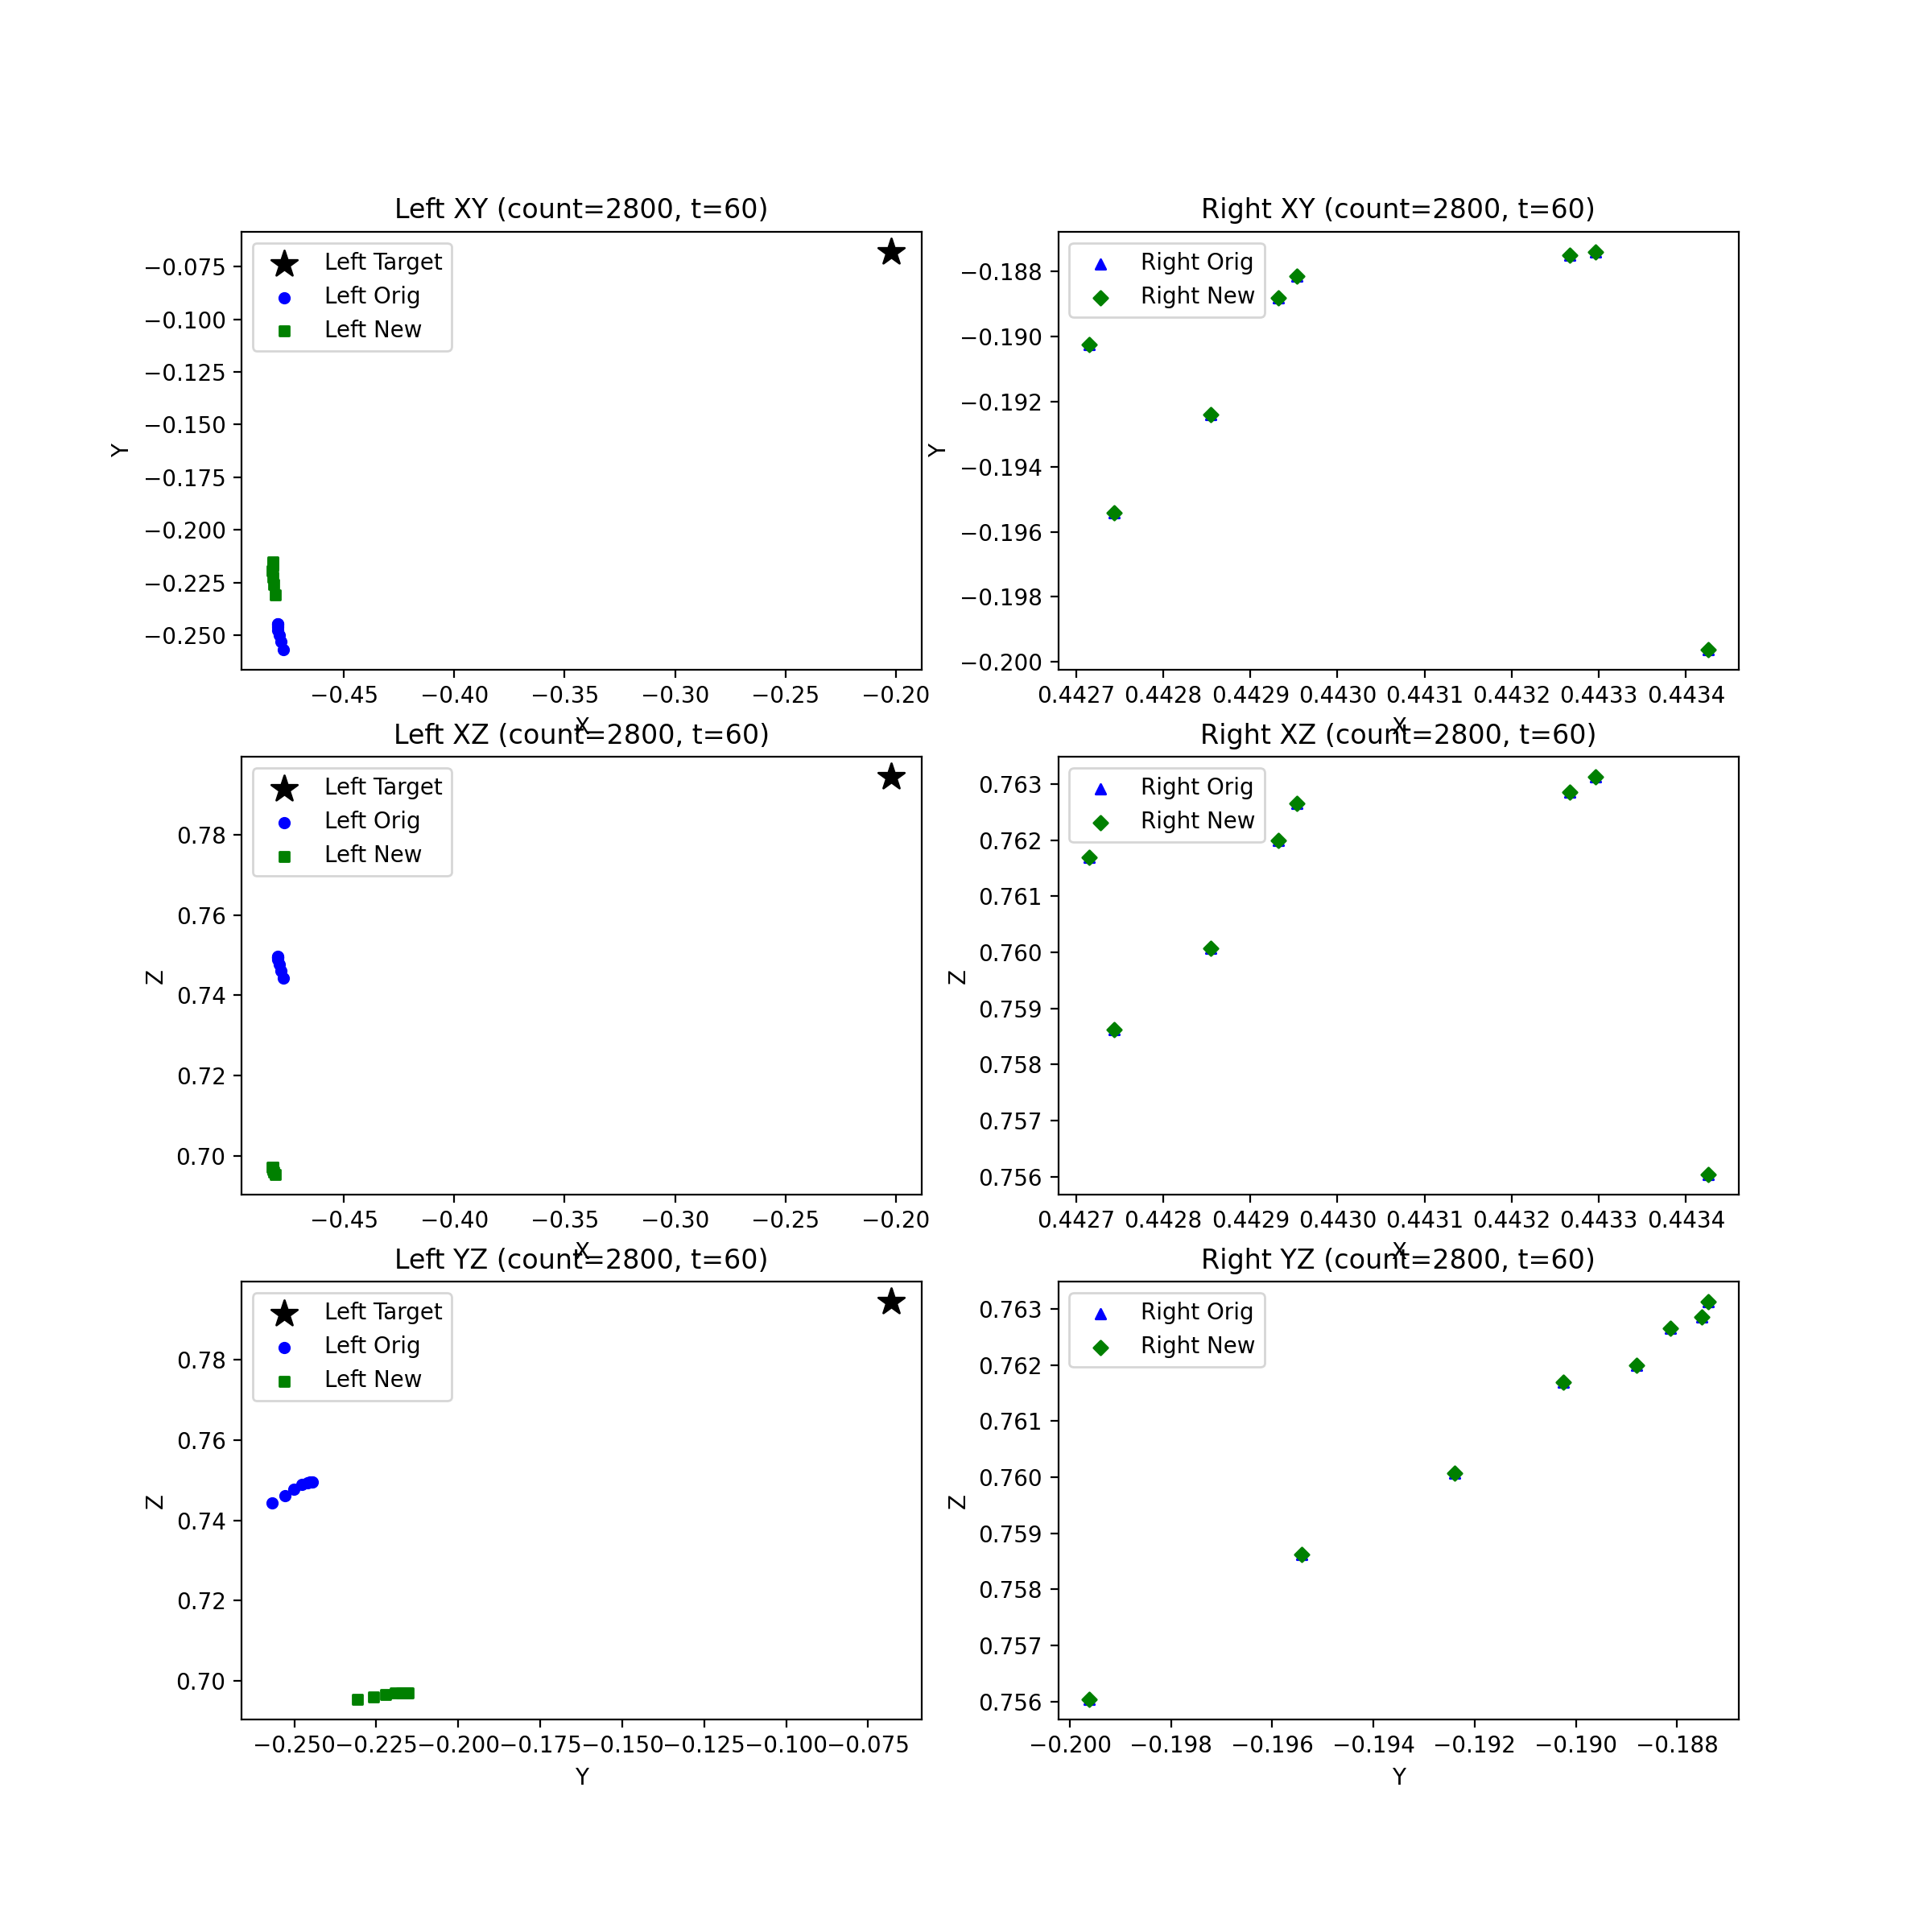 Left XY (count=2800, t=60)
Left Target
Left Orig
Left New
−0.075
−0.100
−0.125
−0.150
−0.175
−0.200
−0.225
−0.250
Y
−0.45 −0.40 −0.35 −0.30 −0.25 −0.20
X
Right XY (count=2800, t=60)
Right Orig
Right New
−0.188
−0.190
−0.192
−0.194
−0.196
−0.198
−0.200
Y
0.4427 0.4428 0.4429 0.4430 0.4431 0.4432 0.4433 0.4434
X
Left XZ (count=2800, t=60)
Left Target
Left Orig
Left New
0.78
0.76
0.74
0.72
0.70
Z
−0.45 −0.40 −0.35 −0.30 −0.25 −0.20
X
Right XZ (count=2800, t=60)
Right Orig
Right New
0.763
0.762
0.761
0.760
0.759
0.758
0.757
0.756
Z
0.4427 0.4428 0.4429 0.4430 0.4431 0.4432 0.4433 0.4434
X
Left YZ (count=2800, t=60)
Left Target
Left Orig
Left New
0.78
0.76
0.74
0.72
0.70
Z
−0.250 −0.225 −0.200 −0.175 −0.150 −0.125 −0.100 −0.075
Y
Right YZ (count=2800, t=60)
Right Orig
Right New
0.763
0.762
0.761
0.760
0.759
0.758
0.757
0.756
Z
−0.200 −0.198 −0.196 −0.194 −0.192 −0.190 −0.188
Y